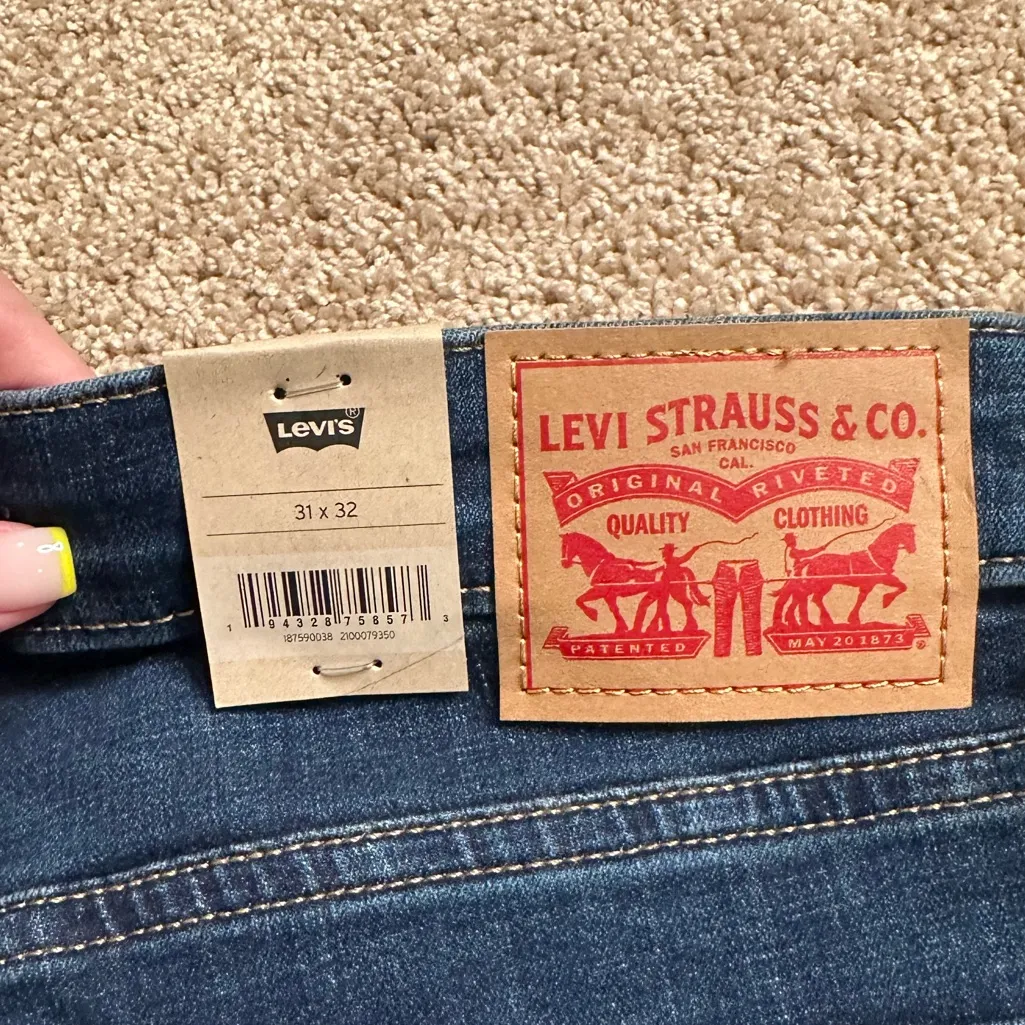 LEVI'S®
31 x 32
1 94328 75857 3
187590038 2100079350
LEVI STRAUSS & CO.
SAN FRANCISCO
CAL.
ORIGINAL RIVETED
QUALITY CLOTHING
PATENTED MAY 20 1873